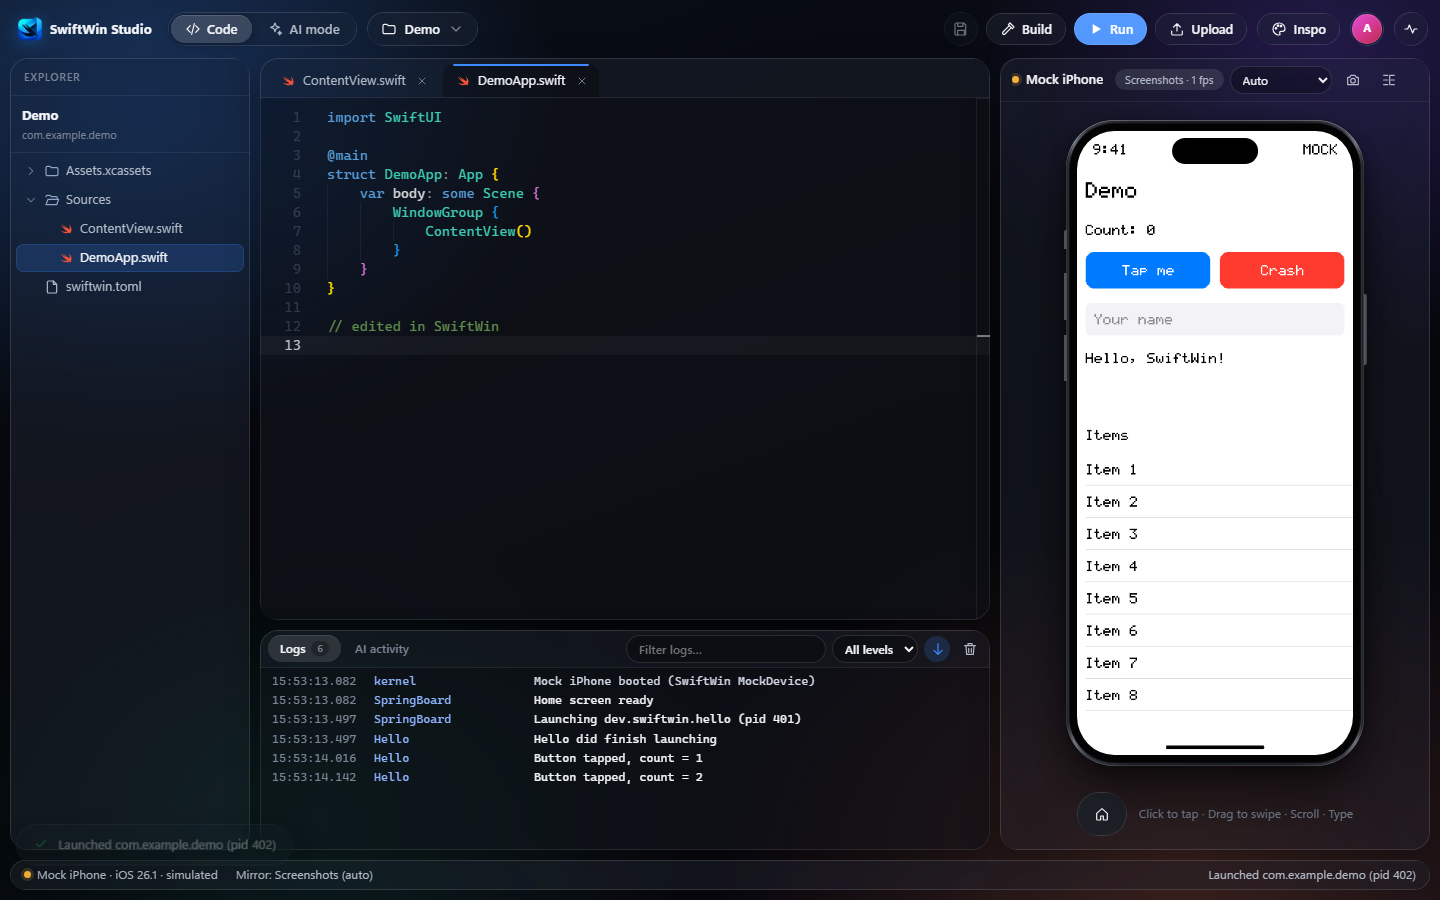 SwiftWin Studio
Code
AI mode
Demo
Build
Run
Upload
Inspo
A
EXPLORER
Demo
com.example.demo
Assets.xcassets
Sources
ContentView.swift
DemoApp.swift
swiftwin.toml
ContentView.swift
DemoApp.swift
1 import SwiftUI
2
3 @main
4 struct DemoApp: App {
5 var body: some Scene {
6 WindowGroup {
7 ContentView()
8 }
9 }
10 }
11
12 // edited in SwiftWin
13
Logs 6
AI activity
Filter logs...
All levels
15:53:13.082 kernel Mock iPhone booted (SwiftWin MockDevice)
15:53:13.082 SpringBoard Home screen ready
15:53:13.497 SpringBoard Launching dev.swiftwin.hello (pid 401)
15:53:13.497 Hello Hello did finish launching
15:53:14.016 Hello Button tapped, count = 1
15:53:14.142 Hello Button tapped, count = 2
Mock iPhone
Screenshots · 1 fps
Auto
9:41
MOCK
Demo
Count: 0
Tap me
Crash
Your name
Hello, SwiftWin!
Items
Item 1
Item 2
Item 3
Item 4
Item 5
Item 6
Item 7
Item 8
Click to tap · Drag to swipe · Scroll · Type
Launched com.example.demo (pid 402)
Mock iPhone · iOS 26.1 · simulated
Mirror: Screenshots (auto)
Launched com.example.demo (pid 402)